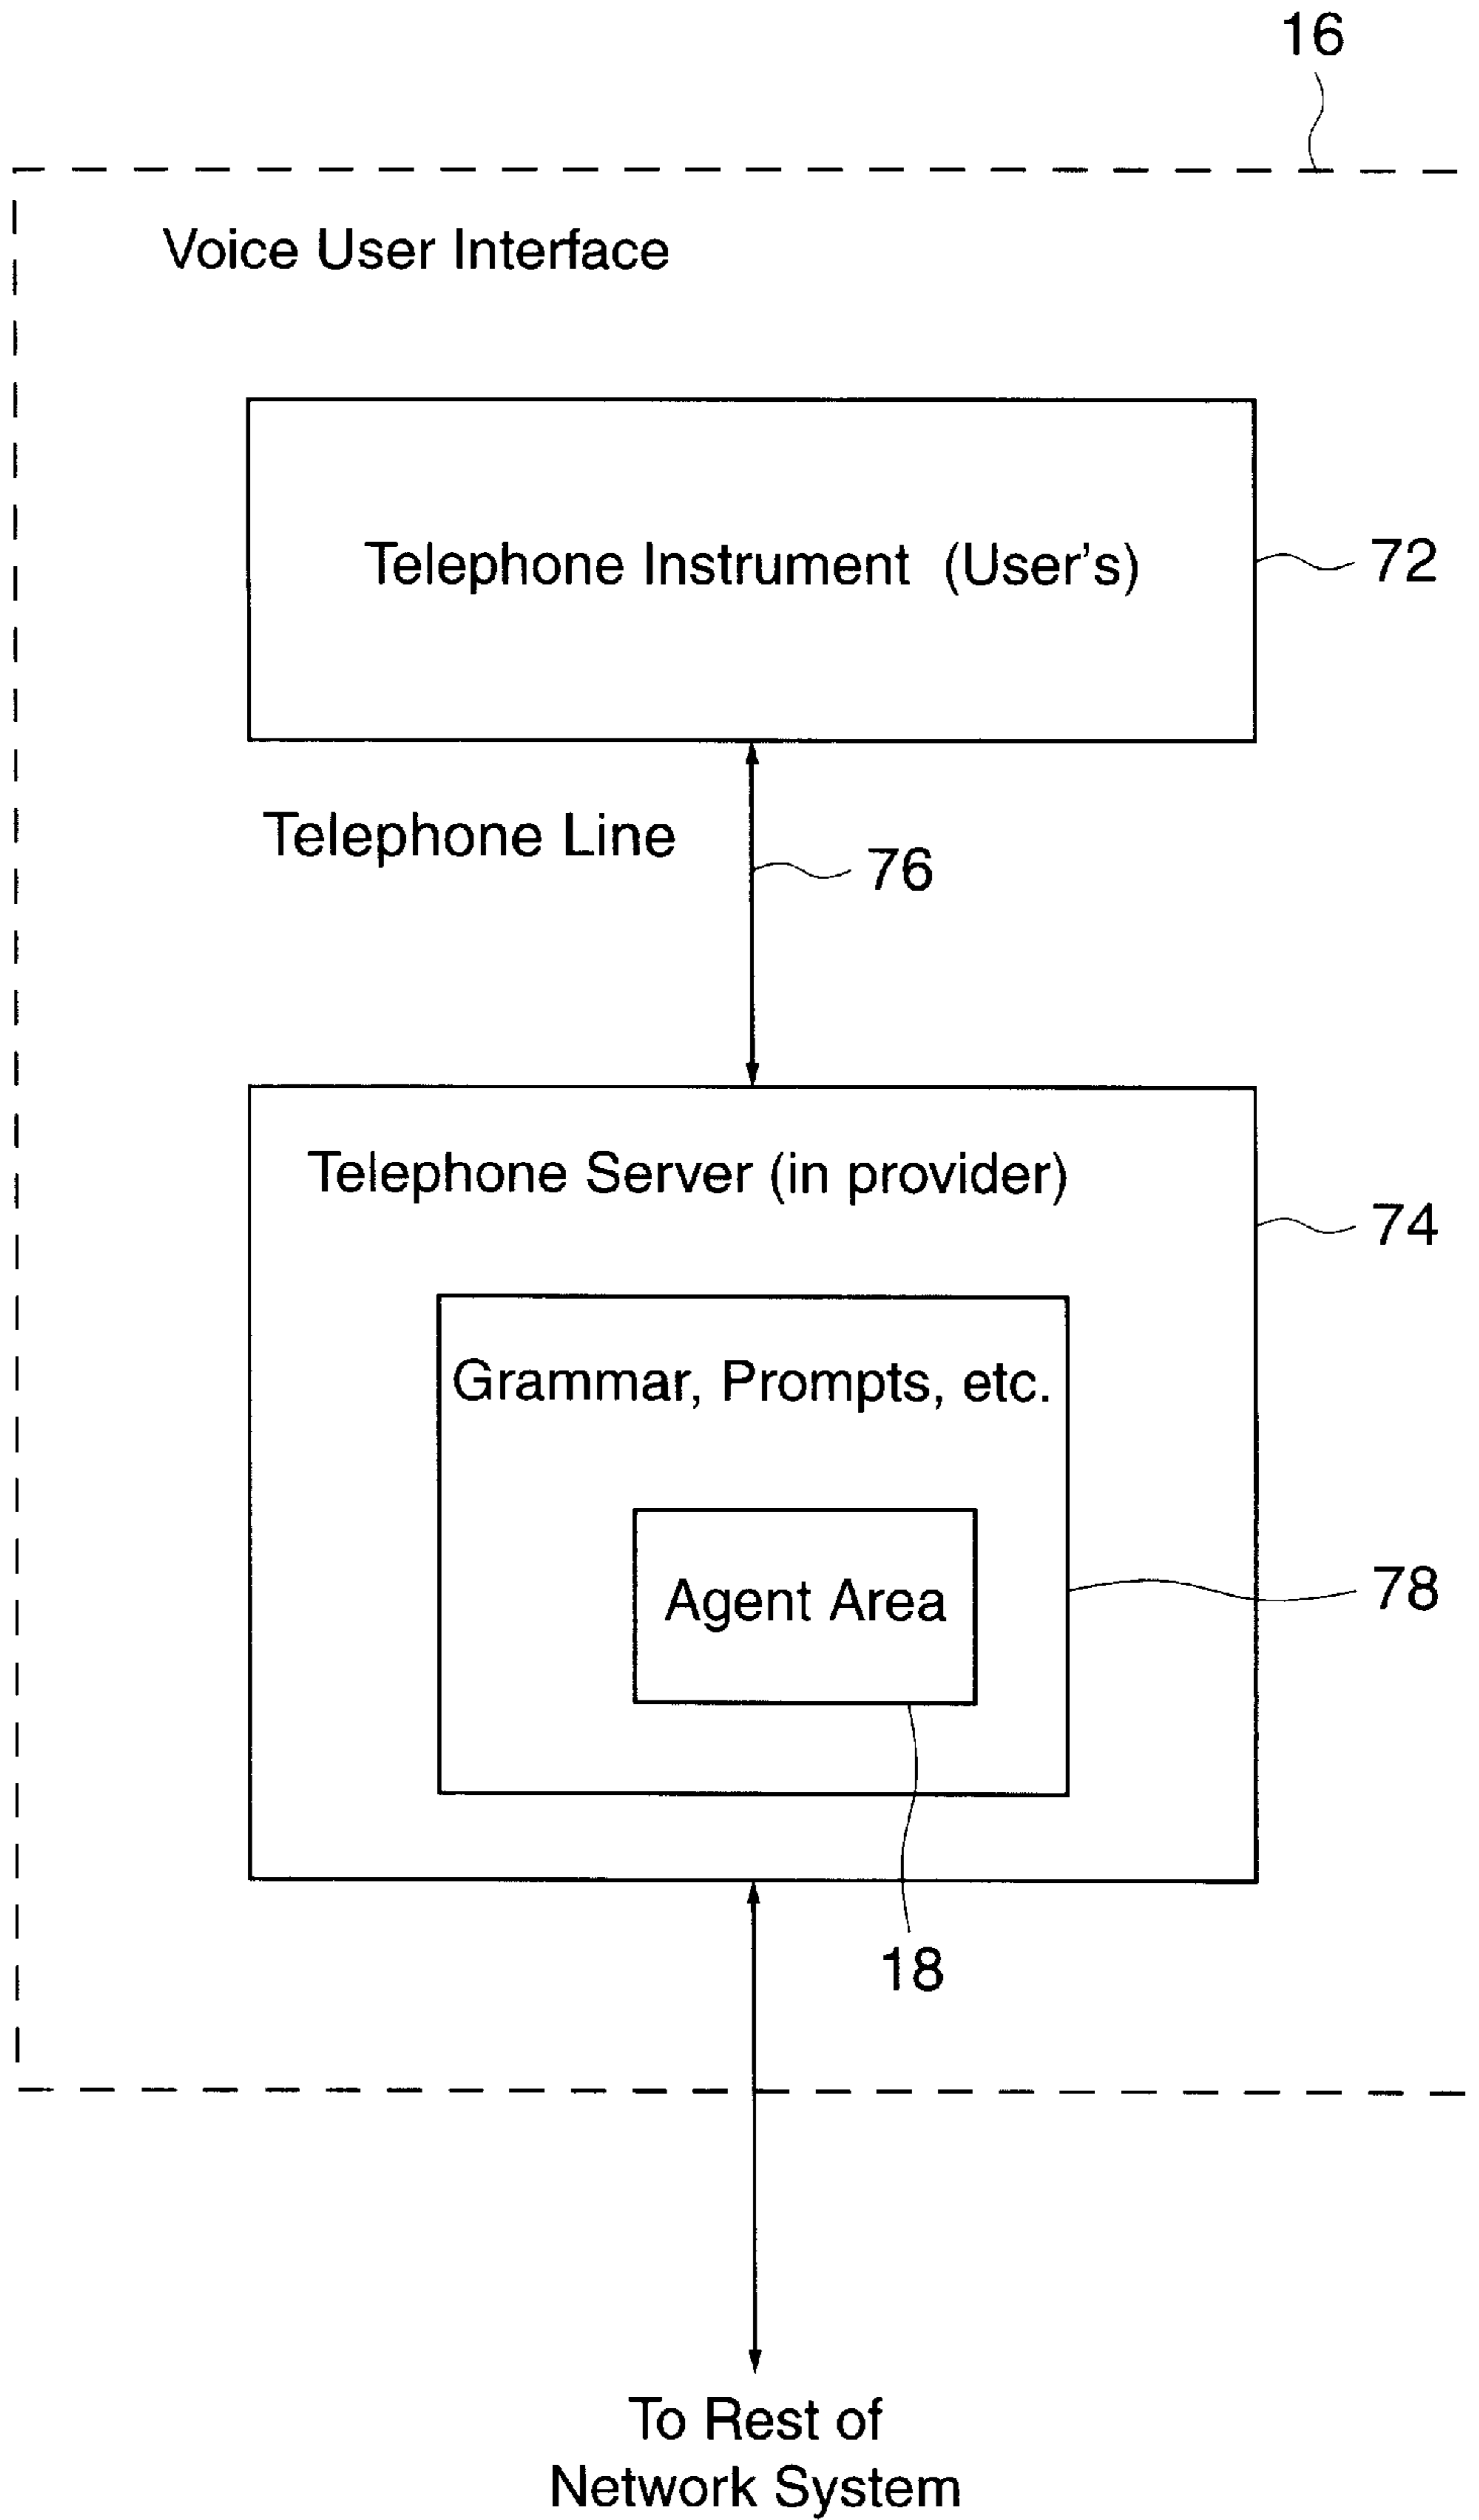 16
Voice User Interface
Telephone Instrument (User's)
72
Telephone Line
76
Telephone Server (in provider)
74
Grammar, Prompts, etc.
Agent Area
78
18
To Rest of
Network System